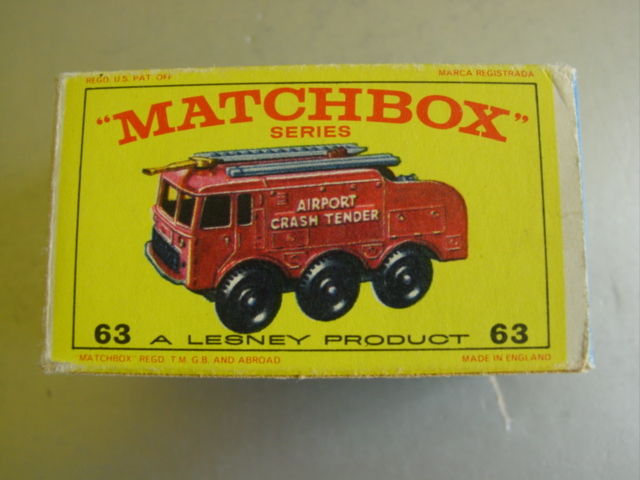 REGD. U.S. PAT. OFF. MARCA REGISTRADA
"MATCHBOX"
SERIES
AIRPORT
CRASH TENDER
63 A LESNEY PRODUCT 63
"MATCHBOX" REGD. T.M. G.B. AND ABROAD MADE IN ENGLAND